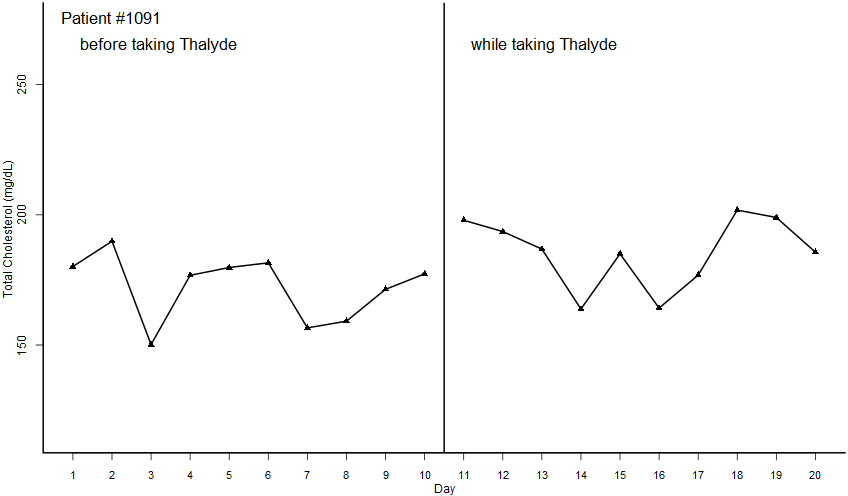 Patient #1091
before taking Thalyde
while taking Thalyde
Total Cholesterol (mg/dL)
250
200
150
1 2 3 4 5 6 7 8 9 10 11 12 13 14 15 16 17 18 19 20
Day